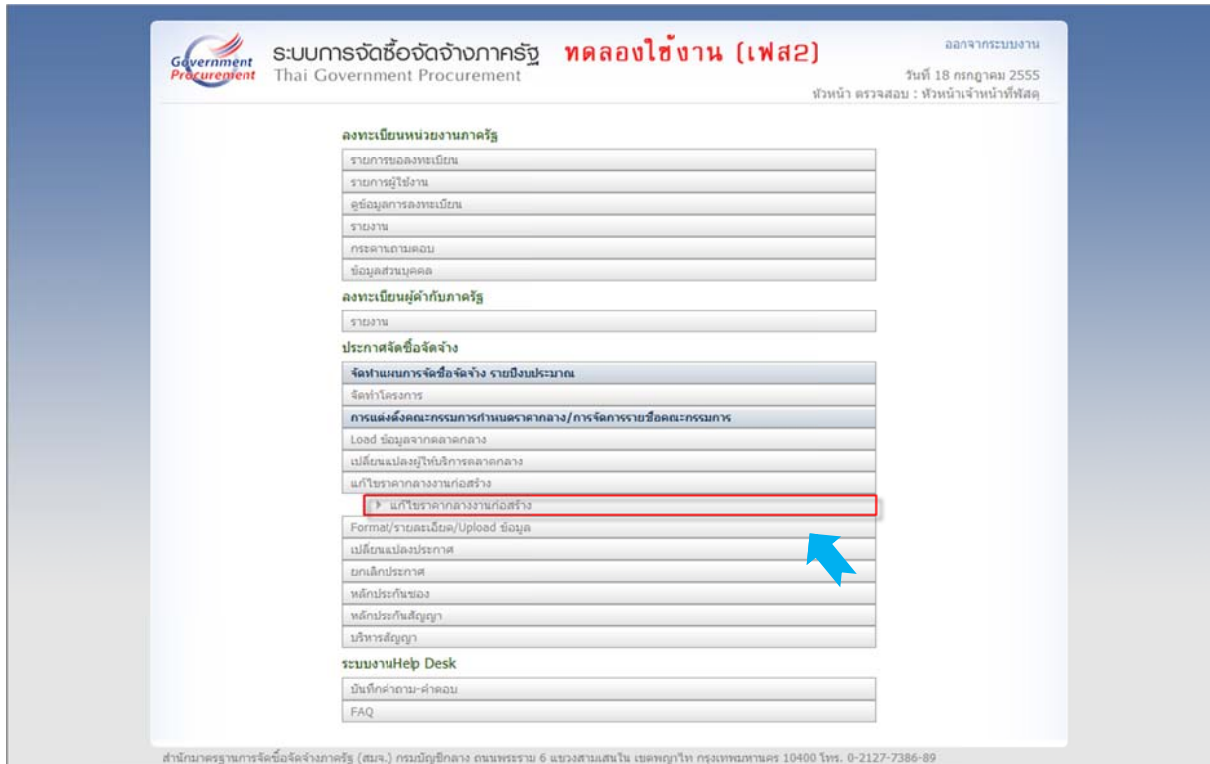 Government
Procurement
ระบบการจัดซื้อจัดจ้างภาครัฐ ทดลองใช้งาน (เฟส2)
Thai Government Procurement
ออกจากระบบงาน
วันที่ 18 กรกฎาคม 2555
หัวหน้า ตรวจสอบ : หัวหน้าเจ้าหน้าที่พัสดุ
ลงทะเบียนหน่วยงานภาครัฐ
รายการขอลงทะเบียน
รายการผู้ใช้งาน
ดูข้อมูลการลงทะเบียน
รายงาน
กระดานถามตอบ
ข้อมูลส่วนบุคคล
ลงทะเบียนผู้ค้ากับภาครัฐ
รายงาน
ประกาศจัดซื้อจัดจ้าง
จัดทำแผนการจัดซื้อจัดจ้าง รายปีงบประมาณ
จัดทำโครงการ
การแต่งตั้งคณะกรรมการกำหนดราคากลาง/การจัดการรายชื่อคณะกรรมการ
Load ข้อมูลจากตลาดกลาง
เปลี่ยนแปลงผู้ให้บริการตลาดกลาง
แก้ไขราคากลางงานก่อสร้าง
แก้ไขราคากลางงานก่อสร้าง
Format/รายละเอียด/Upload ข้อมูล
เปลี่ยนแปลงประกาศ
ยกเลิกประกาศ
หลักประกันซอง
หลักประกันสัญญา
บริหารสัญญา
ระบบงานHelp Desk
บันทึกคำถาม-คำตอบ
FAQ
สำนักมาตรฐานการจัดซื้อจัดจ้างภาครัฐ (สมจ.) กรมบัญชีกลาง ถนนพระราม 6 แขวงสามเสนใน เขตพญาไท กรุงเทพมหานคร 10400 โทร. 0-2127-7386-89